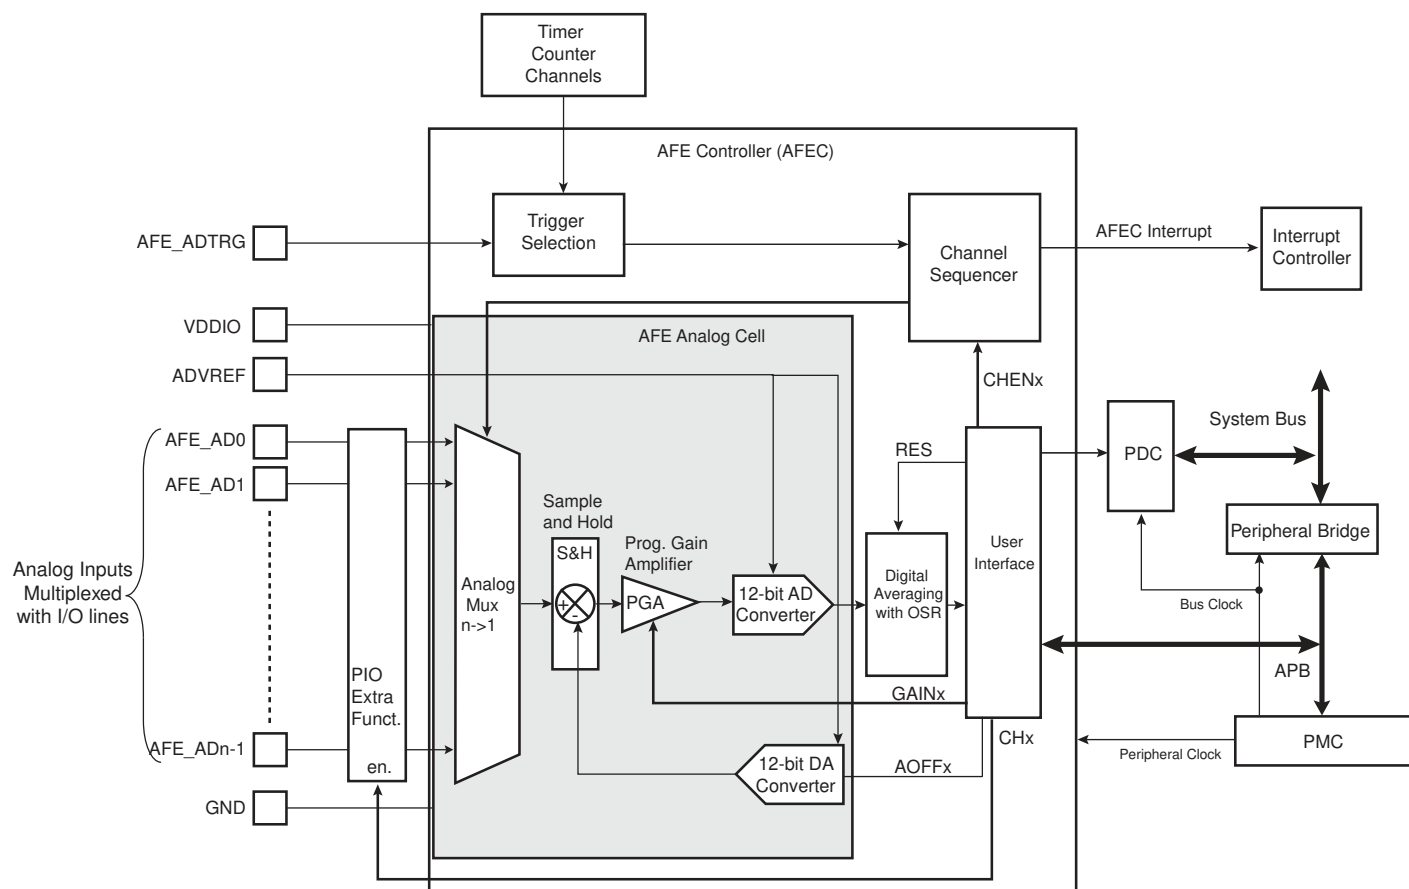 Timer
Counter
Channels
AFE Controller (AFEC)
Trigger
Selection
AFE_ADTRG
Channel
Sequencer
AFEC Interrupt
Interrupt
Controller
VDDIO
AFE Analog Cell
ADVREF
CHENx
System Bus
AFE_AD0
RES
PDC
AFE_AD1
Sample
and Hold
Peripheral Bridge
S&H
Prog. Gain
Amplifier
User
Interface
Analog Inputs
Multiplexed
with I/O lines
Analog
Mux
n->1
+
-
PGA
12-bit AD
Converter
Digital
Averaging
with OSR
Bus Clock
APB
GAINx
PIO
Extra
Funct.
CHx
AFE_ADn-1
en.
12-bit DA
Converter
AOFFx
Peripheral Clock
PMC
GND